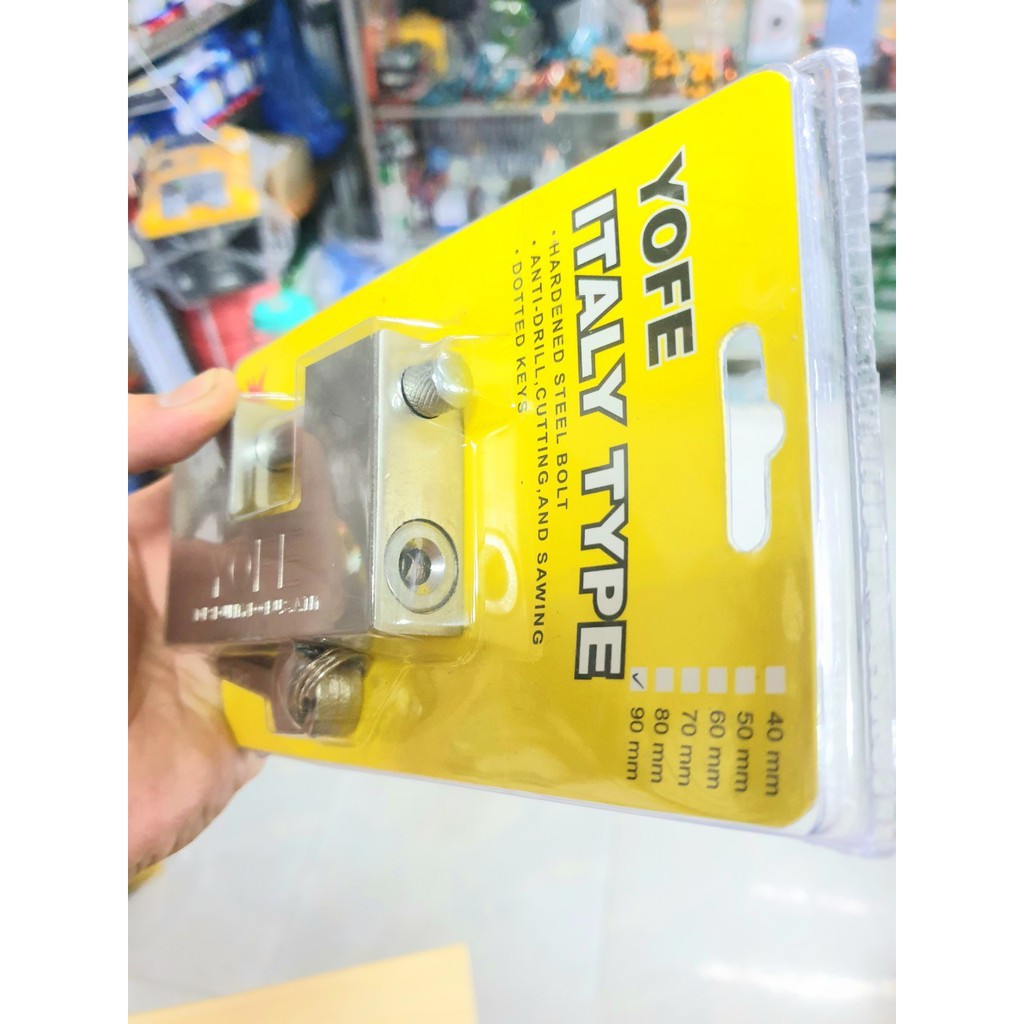 YOFE
ITALY TYPE
• HARDENED STEEL BOLT
• ANTI-DRILL,CUTTING,AND SAWING
• DOTTED KEYS
40 mm
50 mm
60 mm
70 mm
80 mm
✓ 90 mm